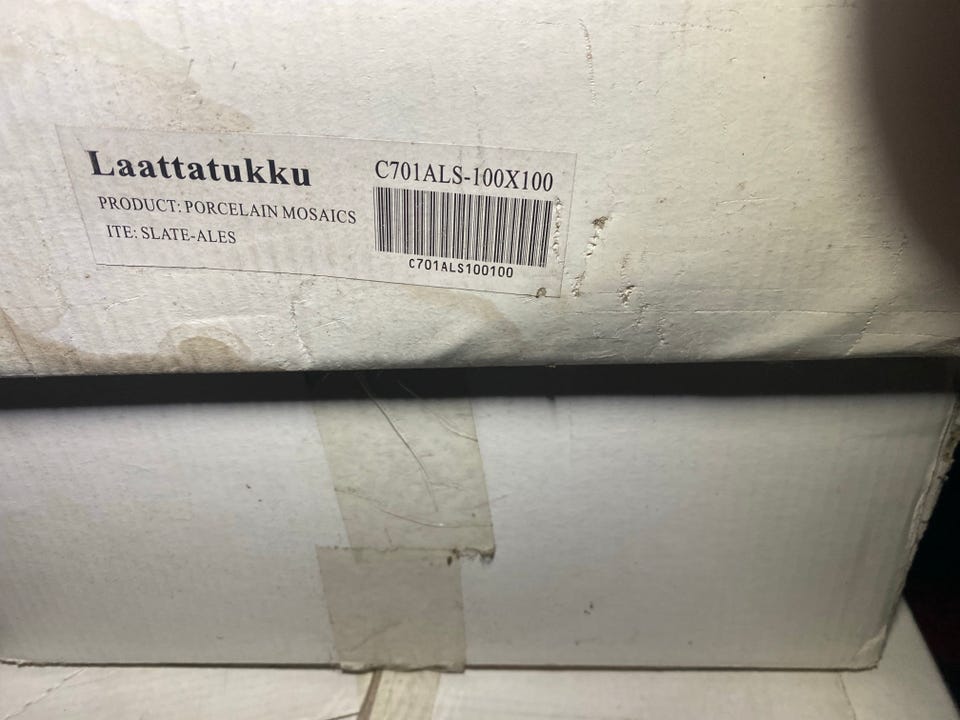 Laattatukku
PRODUCT: PORCELAIN MOSAICS
ITE: SLATE-ALES
C701ALS-100X100
C701ALS100100